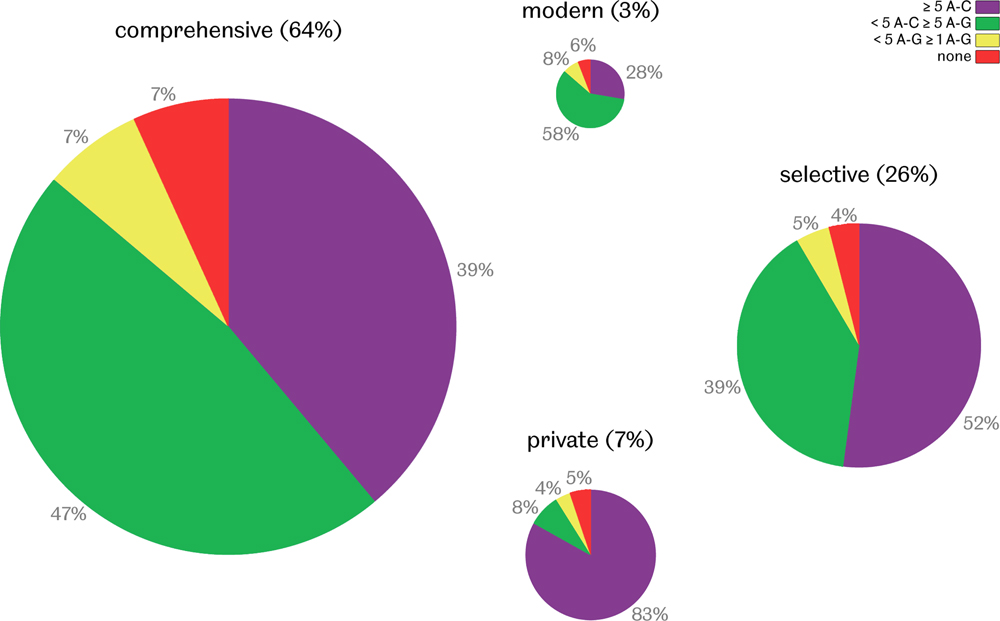 modern (3%)
≥ 5 A-C
< 5 A-C ≥ 5 A-G
< 5 A-G ≥ 1 A-G
none
comprehensive (64%)
6%
8%
28%
58%
7%
7%
39%
47%
selective (26%)
5%
4%
39%
52%
private (7%)
5%
4%
8%
83%